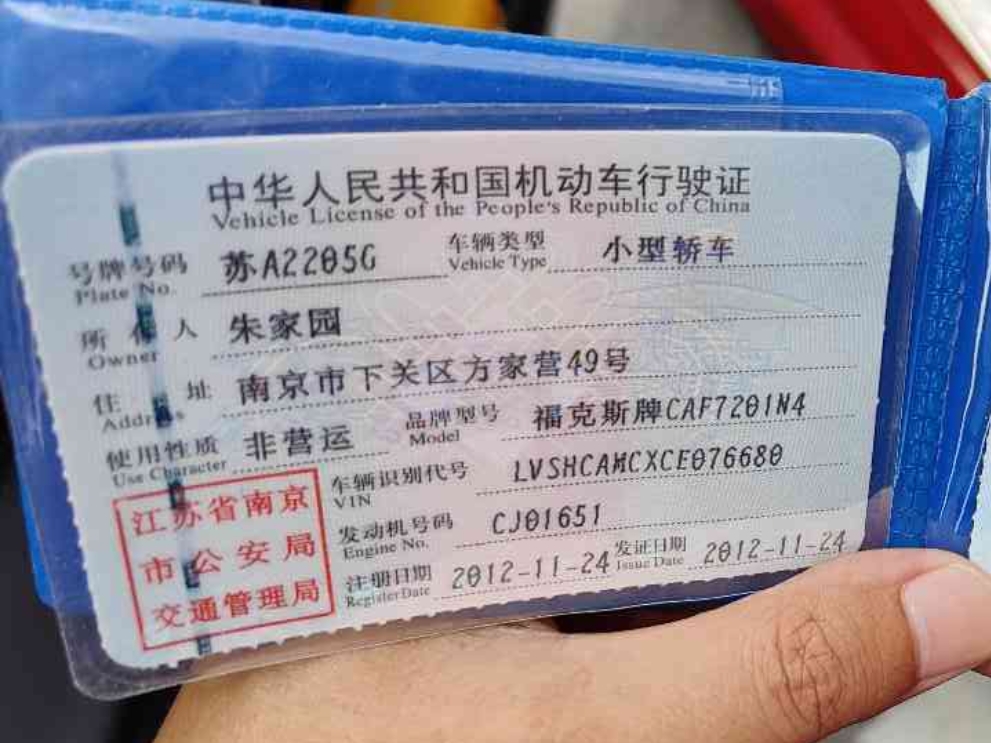 中华人民共和国机动车行驶证
Vehicle License of the People's Republic of China
号牌号码 苏A2205G 车辆类型 小型轿车
Plate No. Vehicle Type
所有人 朱家园
Owner
住址 南京市下关区方家营49号
Address
使用性质 非营运 品牌型号 福克斯牌CAF7201N4
Use Character Model
江苏省南京
市公安局
交通管理局
车辆识别代号 LVSHCAMCXCE076680
VIN
发动机号码 CJ01651
Engine No.
注册日期 2012-11-24 发证日期 2012-11-24
Register Date Issue Date